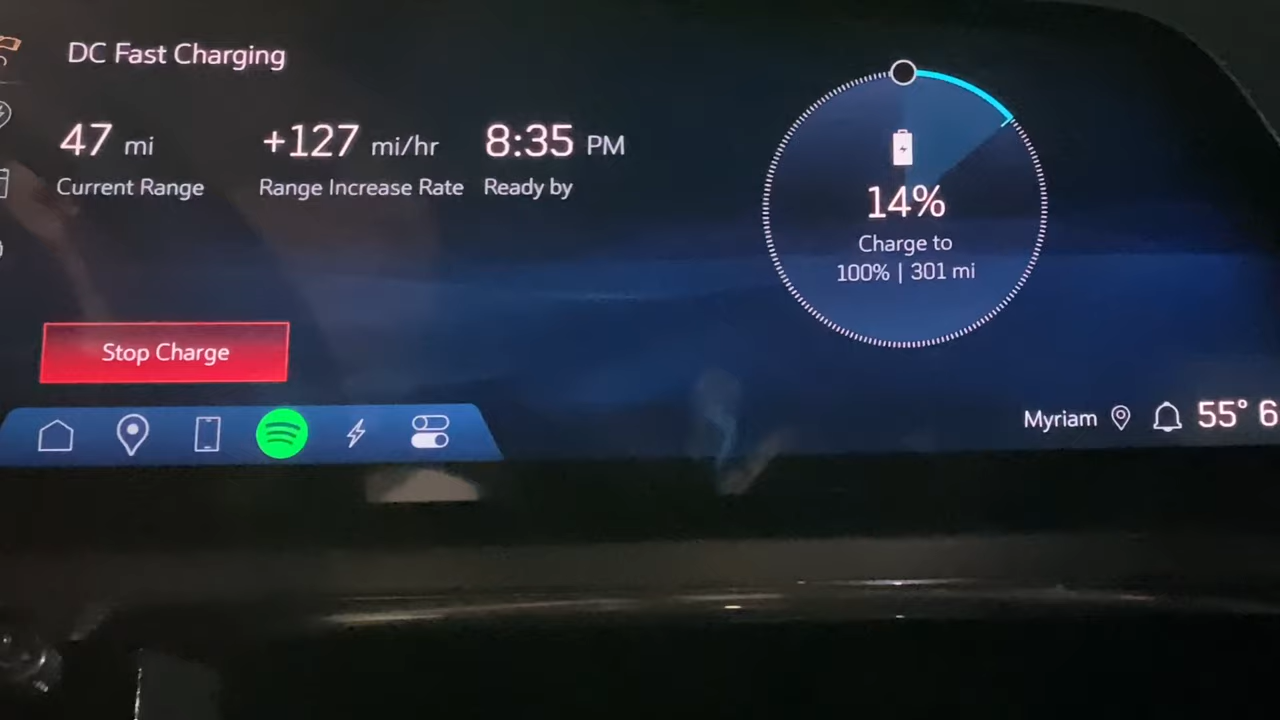 DC Fast Charging
47 mi
Current Range
+127 mi/hr
Range Increase Rate
8:35 PM
Ready by
14%
Charge to
100% | 301 mi
Stop Charge
Myriam
55° 6